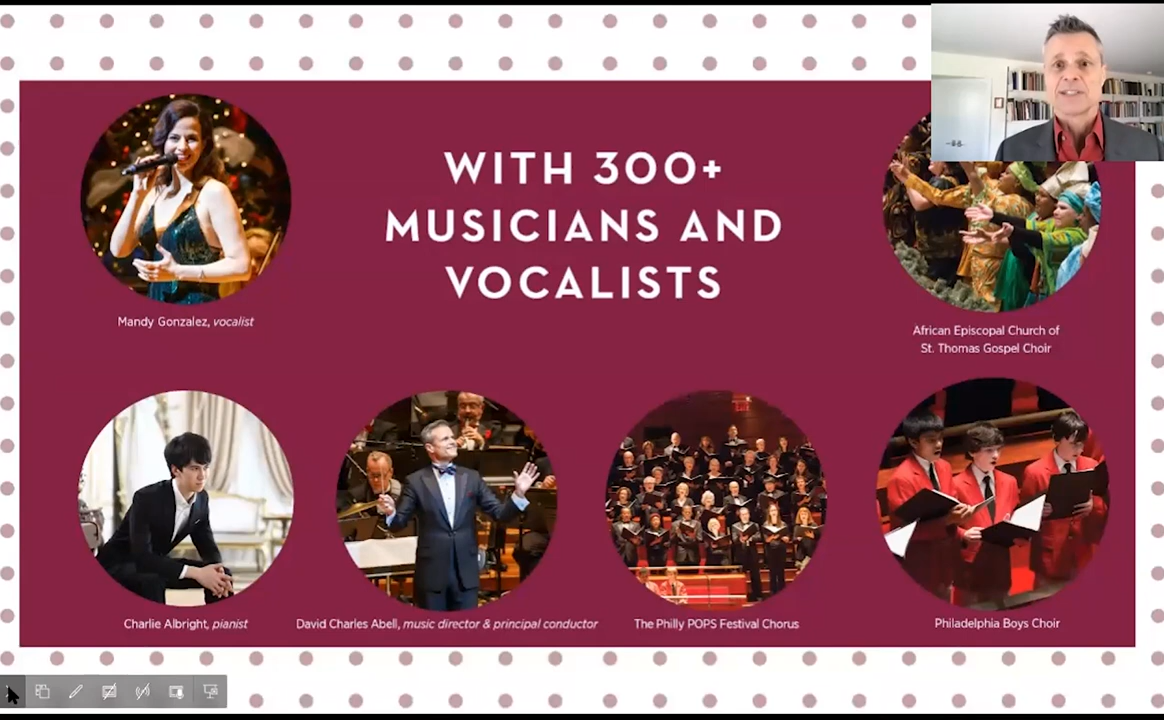 WITH 300+
MUSICIANS AND
VOCALISTS
Mandy Gonzalez, vocalist
African Episcopal Church of
St. Thomas Gospel Choir
Charlie Albright, pianist
David Charles Abell, music director & principal conductor
The Philly POPS Festival Chorus
Philadelphia Boys Choir